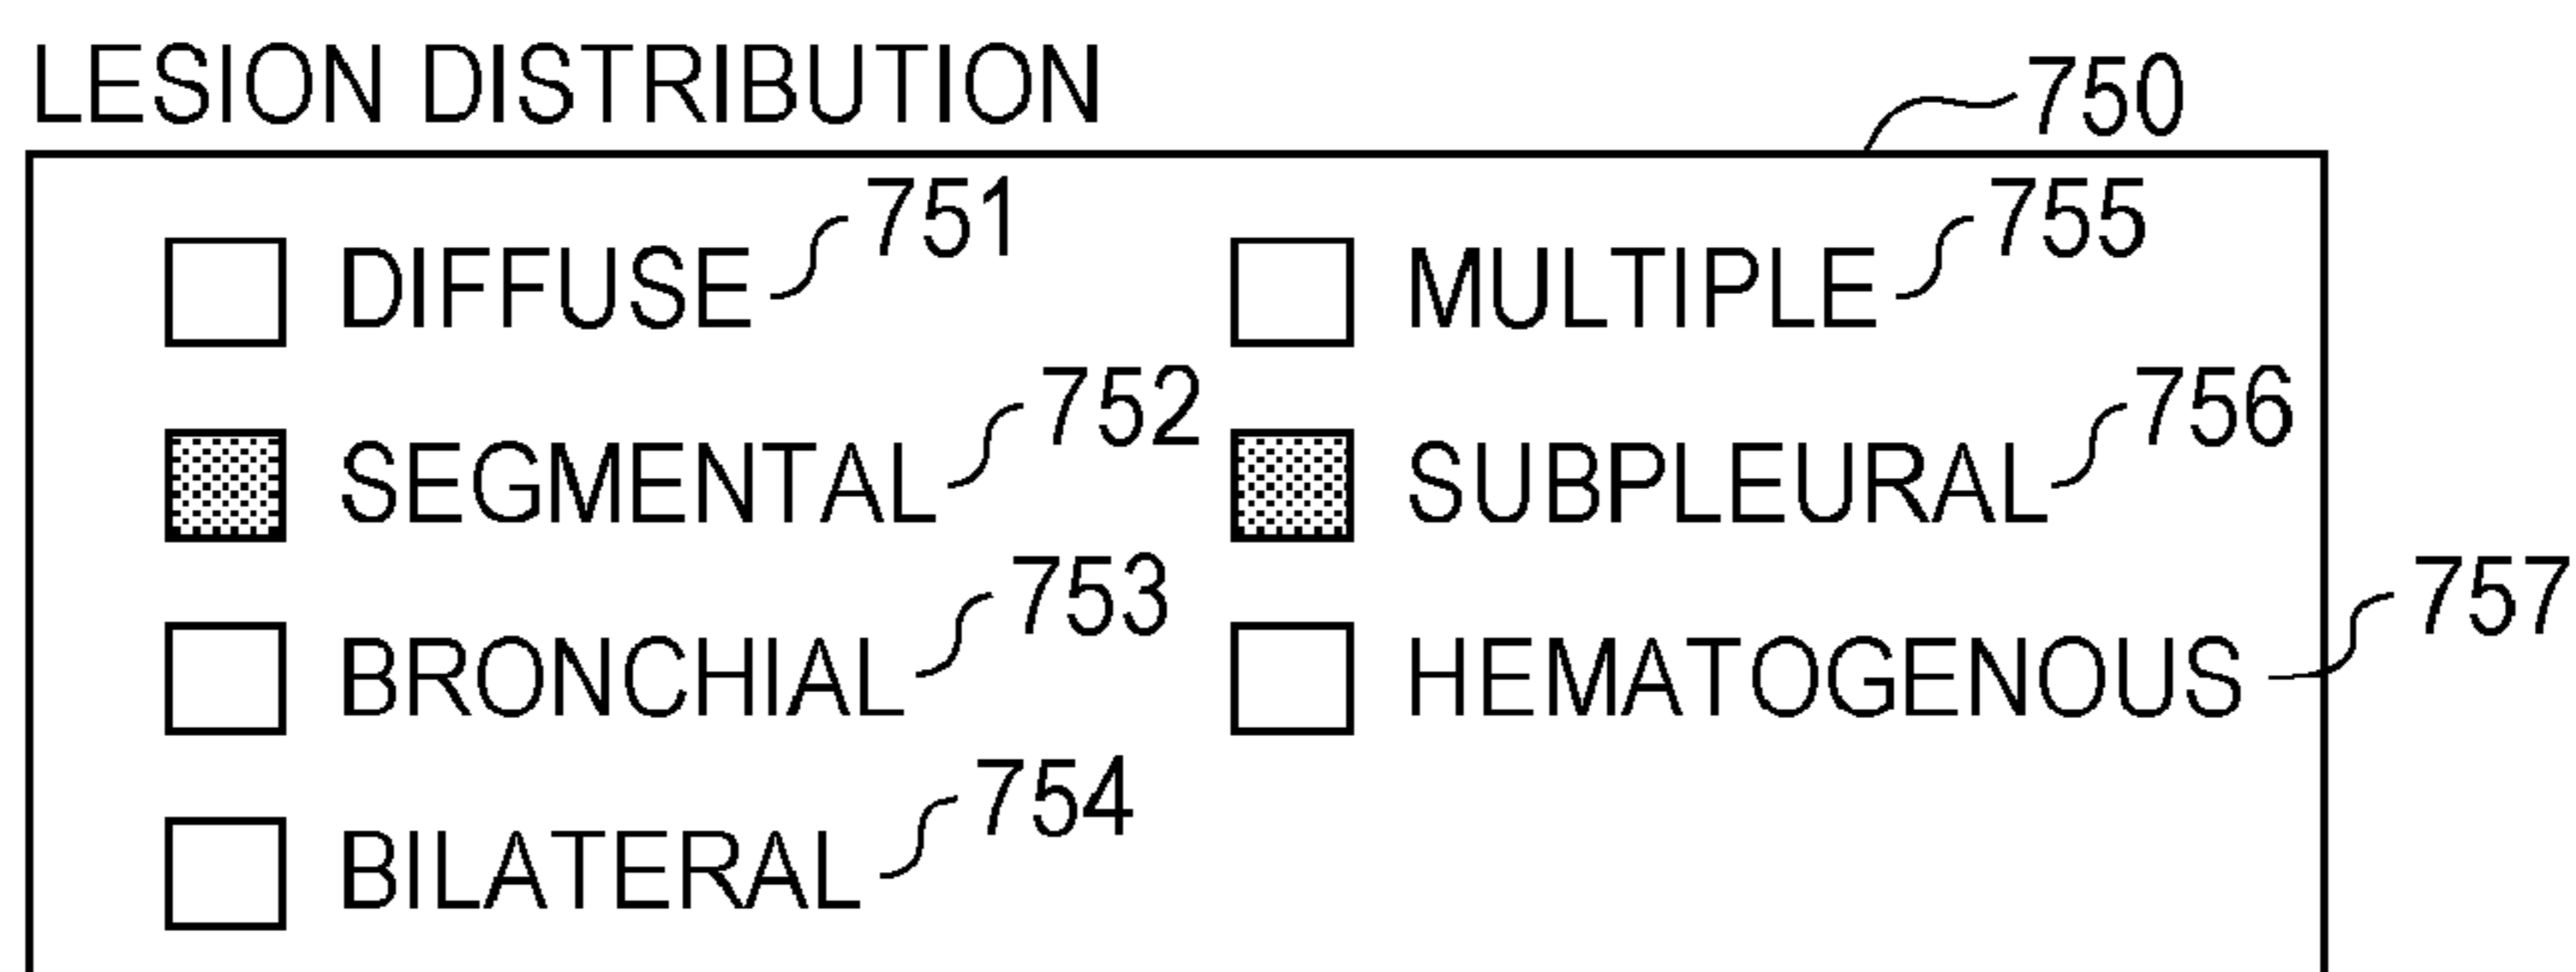 LESION DISTRIBUTION
750
DIFFUSE 751
MULTIPLE 755
SEGMENTAL 752
SUBPLEURAL 756
BRONCHIAL 753
HEMATOGENOUS 757
BILATERAL 754